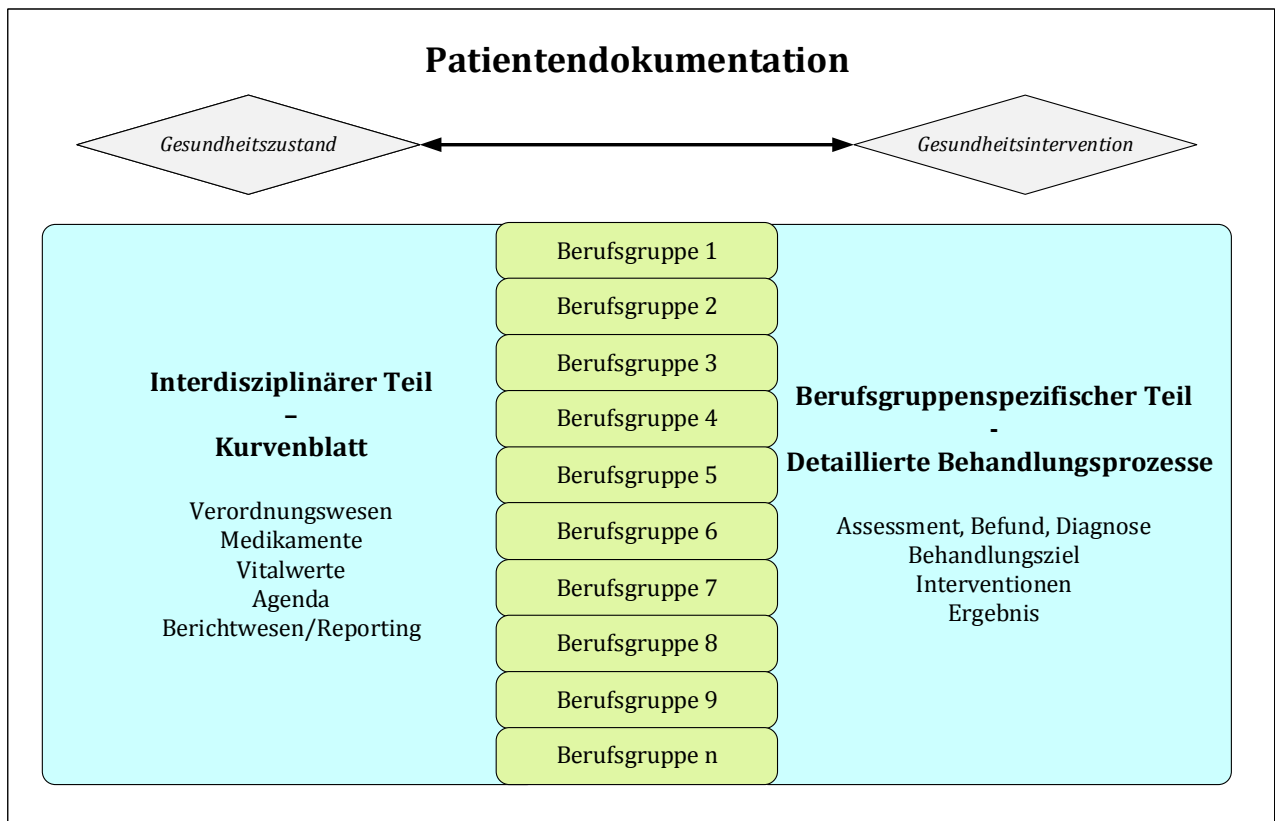 Patientendokumentation
Gesundheitszustand
Gesundheitsintervention
Interdisziplinärer Teil
–
Kurvenblatt
Verordnungswesen
Medikamente
Vitalwerte
Agenda
Berichtwesen/Reporting
Berufsgruppe 1
Berufsgruppe 2
Berufsgruppe 3
Berufsgruppe 4
Berufsgruppe 5
Berufsgruppe 6
Berufsgruppe 7
Berufsgruppe 8
Berufsgruppe 9
Berufsgruppe n
Berufsgruppenspezifischer Teil
-
Detaillierte Behandlungsprozesse
Assessment, Befund, Diagnose
Behandlungsziel
Interventionen
Ergebnis